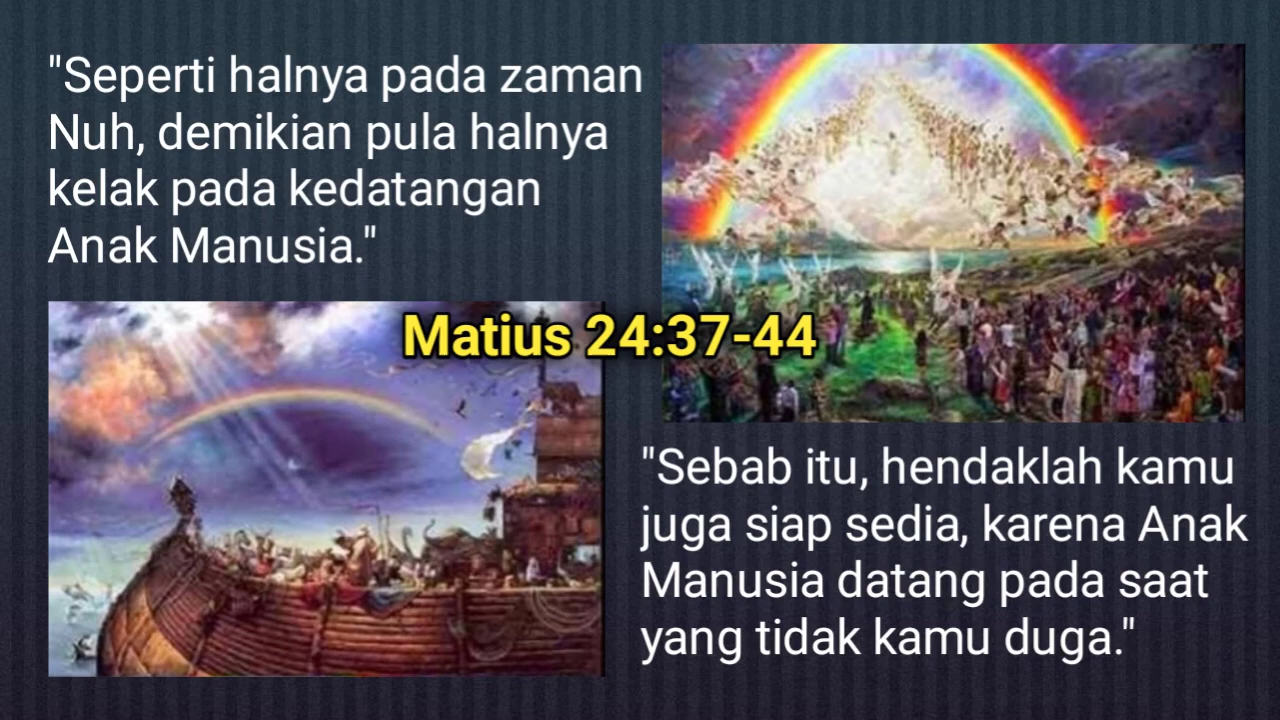 "Seperti halnya pada zaman
Nuh, demikian pula halnya
kelak pada kedatangan
Anak Manusia."
Matius 24:37-44
"Sebab itu, hendaklah kamu
juga siap sedia, karena Anak
Manusia datang pada saat
yang tidak kamu duga."